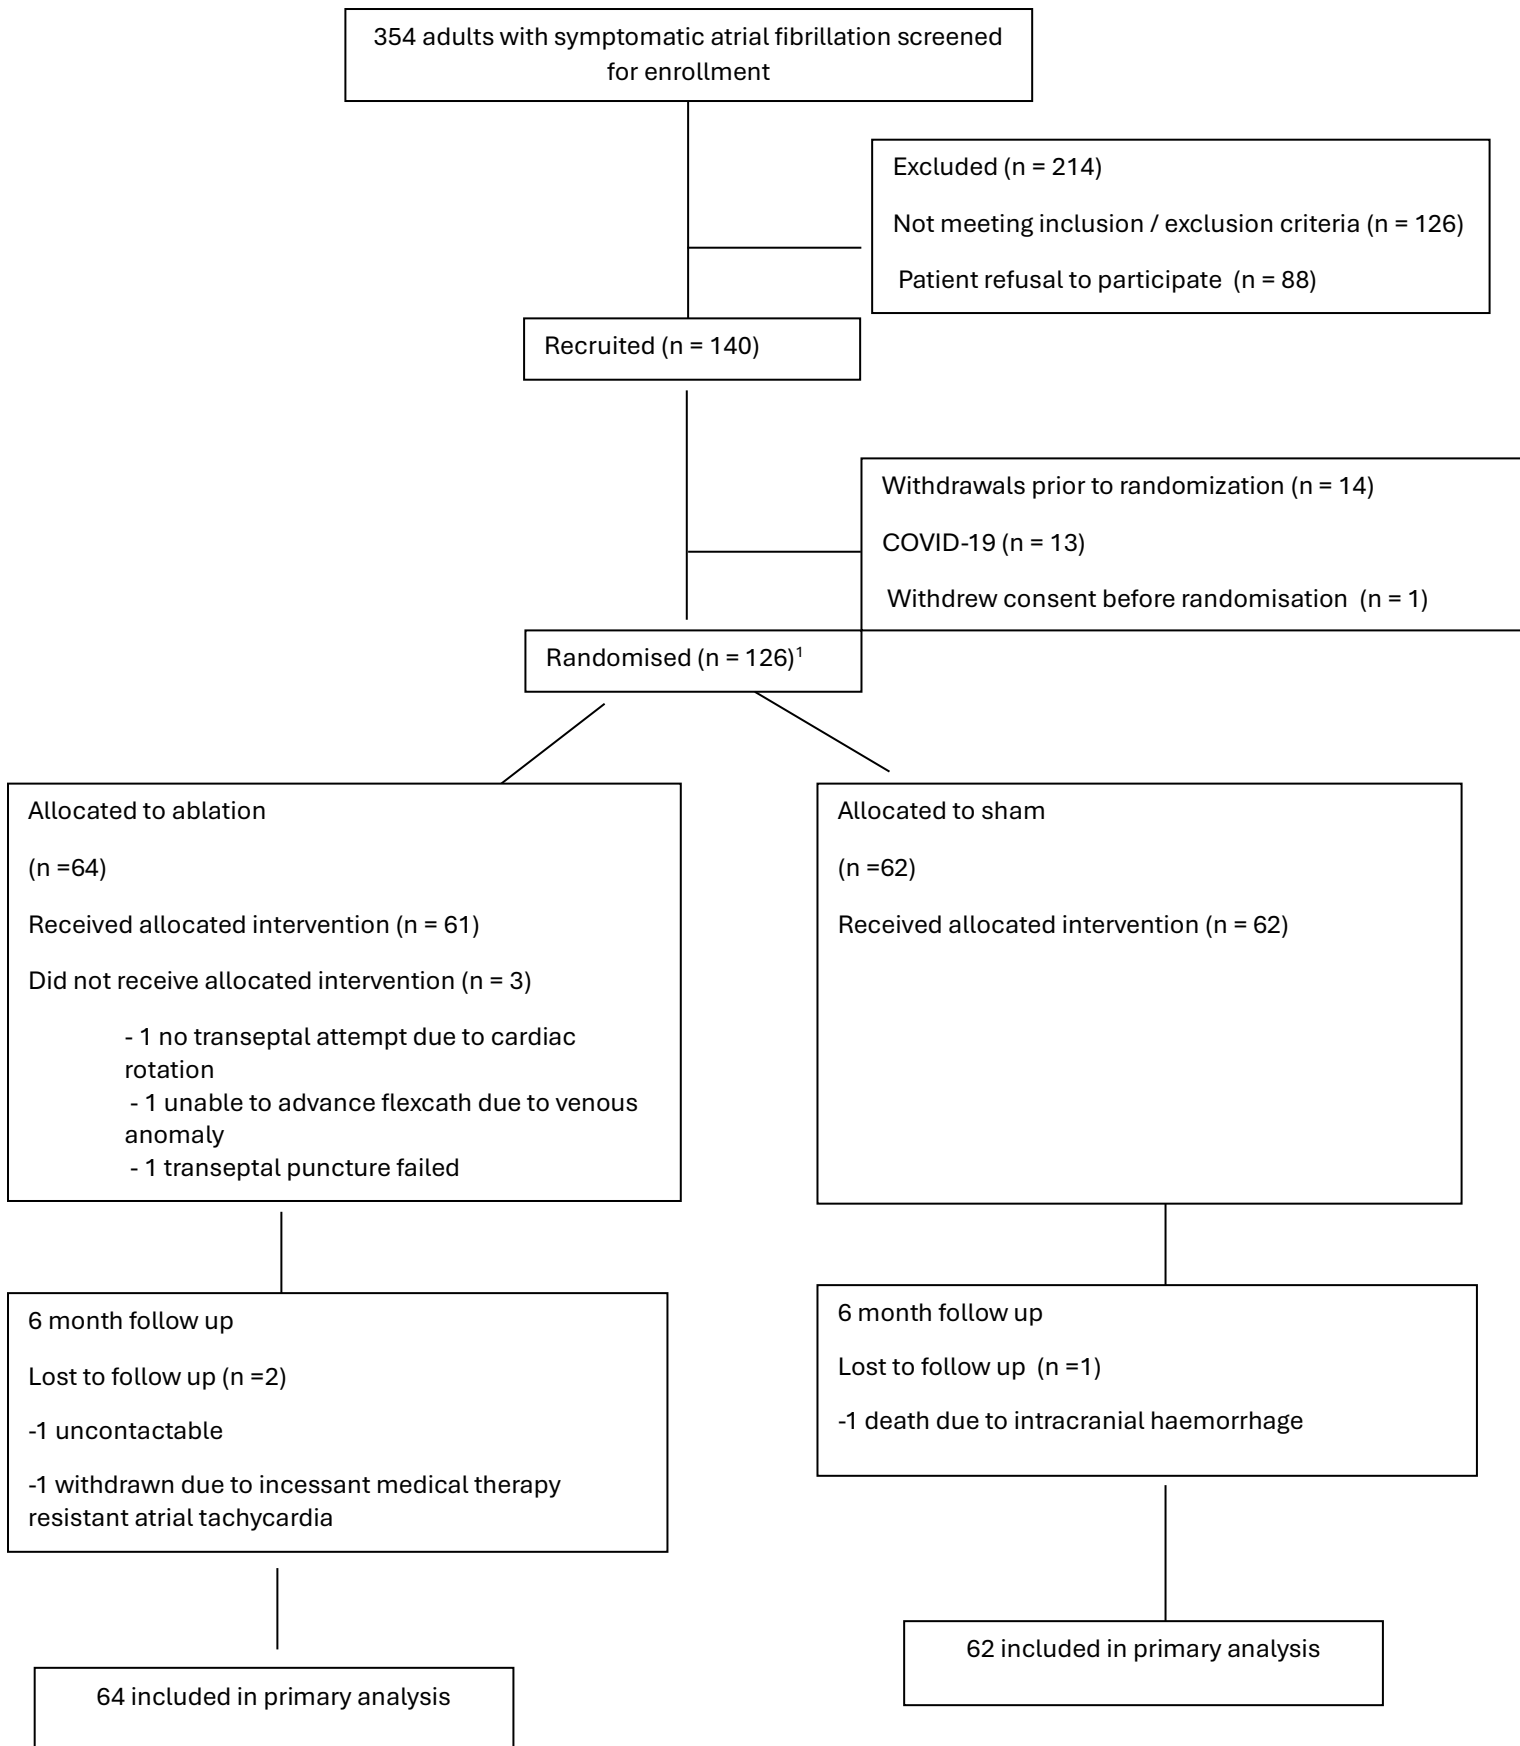 354 adults with symptomatic atrial fibrillation screened
for enrollment
Excluded (n = 214)
Not meeting inclusion / exclusion criteria (n = 126)
Patient refusal to participate  (n = 88)
Recruited (n = 140)
Withdrawals prior to randomization (n = 14)
COVID-19 (n = 13)
Withdrew consent before randomisation  (n = 1)
Randomised (n = 126)¹
Allocated to ablation
(n =64)
Received allocated intervention (n = 61)
Did not receive allocated intervention (n = 3)
- 1 no transeptal attempt due to cardiac
rotation
- 1 unable to advance flexcath due to venous
anomaly
- 1 transeptal puncture failed
Allocated to sham
(n =62)
Received allocated intervention (n = 62)
6 month follow up
Lost to follow up (n =2)
-1 uncontactable
-1 withdrawn due to incessant medical therapy
resistant atrial tachycardia
6 month follow up
Lost to follow up  (n =1)
-1 death due to intracranial haemorrhage
64 included in primary analysis
62 included in primary analysis